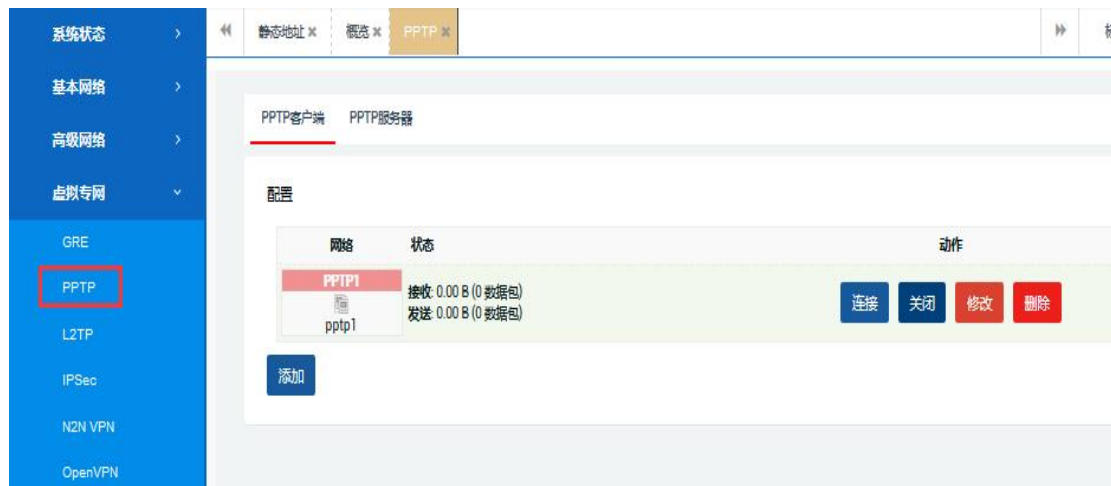 系统状态
基本网络
高级网络
虚拟专网
GRE
PPTP
L2TP
IPSec
N2N VPN
OpenVPN
静态地址 概览 PPTP
PPTP客户端 PPTP服务器
配置
网络 状态 动作
PPTP1
pptp1
接收: 0.00 B (0 数据包)
发送: 0.00 B (0 数据包)
连接 关闭 修改 删除
添加